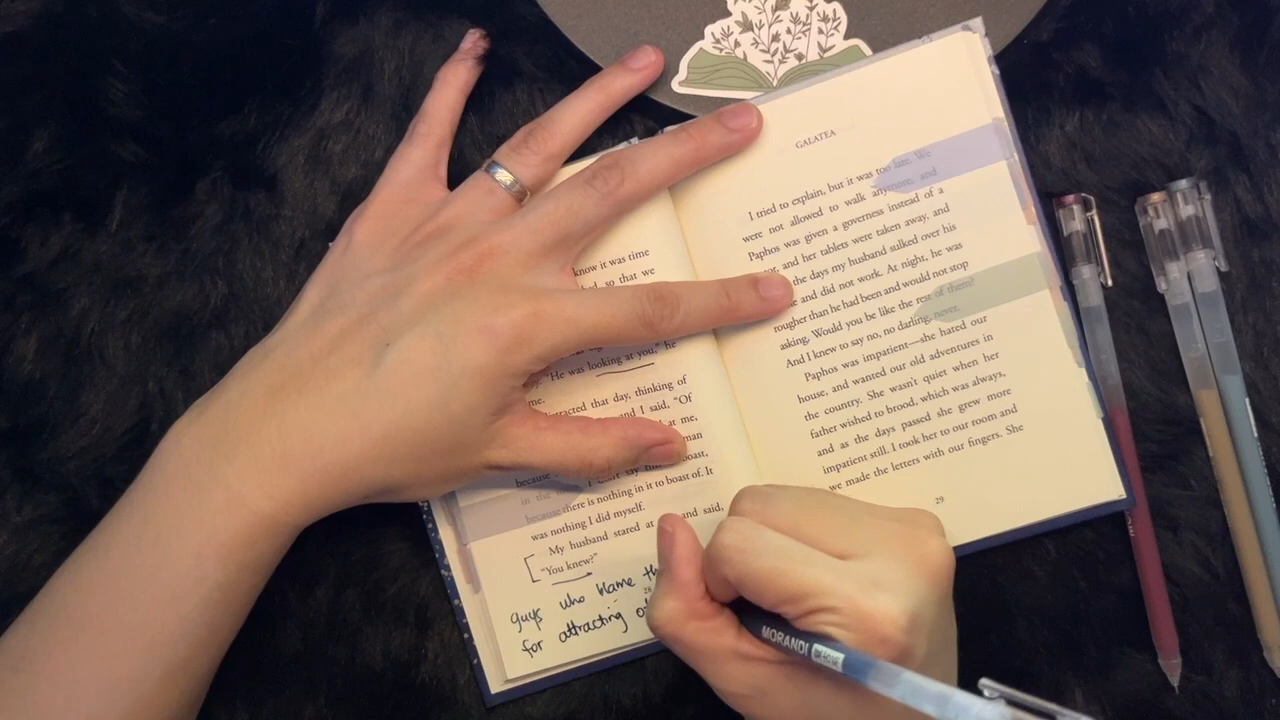 know it was time
so that we
"He was looking at you," he
me.
that day, thinking of
and I said, "Of
at me,
because
in the boast,
because there is nothing in it to boast of. It
was nothing I did myself.
My husband stared at and said,
"You knew?"
28
guys who blame
for attracting
GALATEA
I tried to explain, but it was too late. We
were not allowed to walk anymore, and
Paphos was given a governess instead of a
and her tablets were taken away, and
the days my husband sulked over his
and did not work. At night, he was
rougher than he had been and would not stop
asking, Would you be like the rest of them?
And I knew to say no, no darling, never.
Paphos was impatient—she hated our
house, and wanted our old adventures in
the country. She wasn't quiet when her
father wished to brood, which was always,
and as the days passed she grew more
impatient still. I took her to our room and
we made the letters with our fingers. She
29
MORANDI